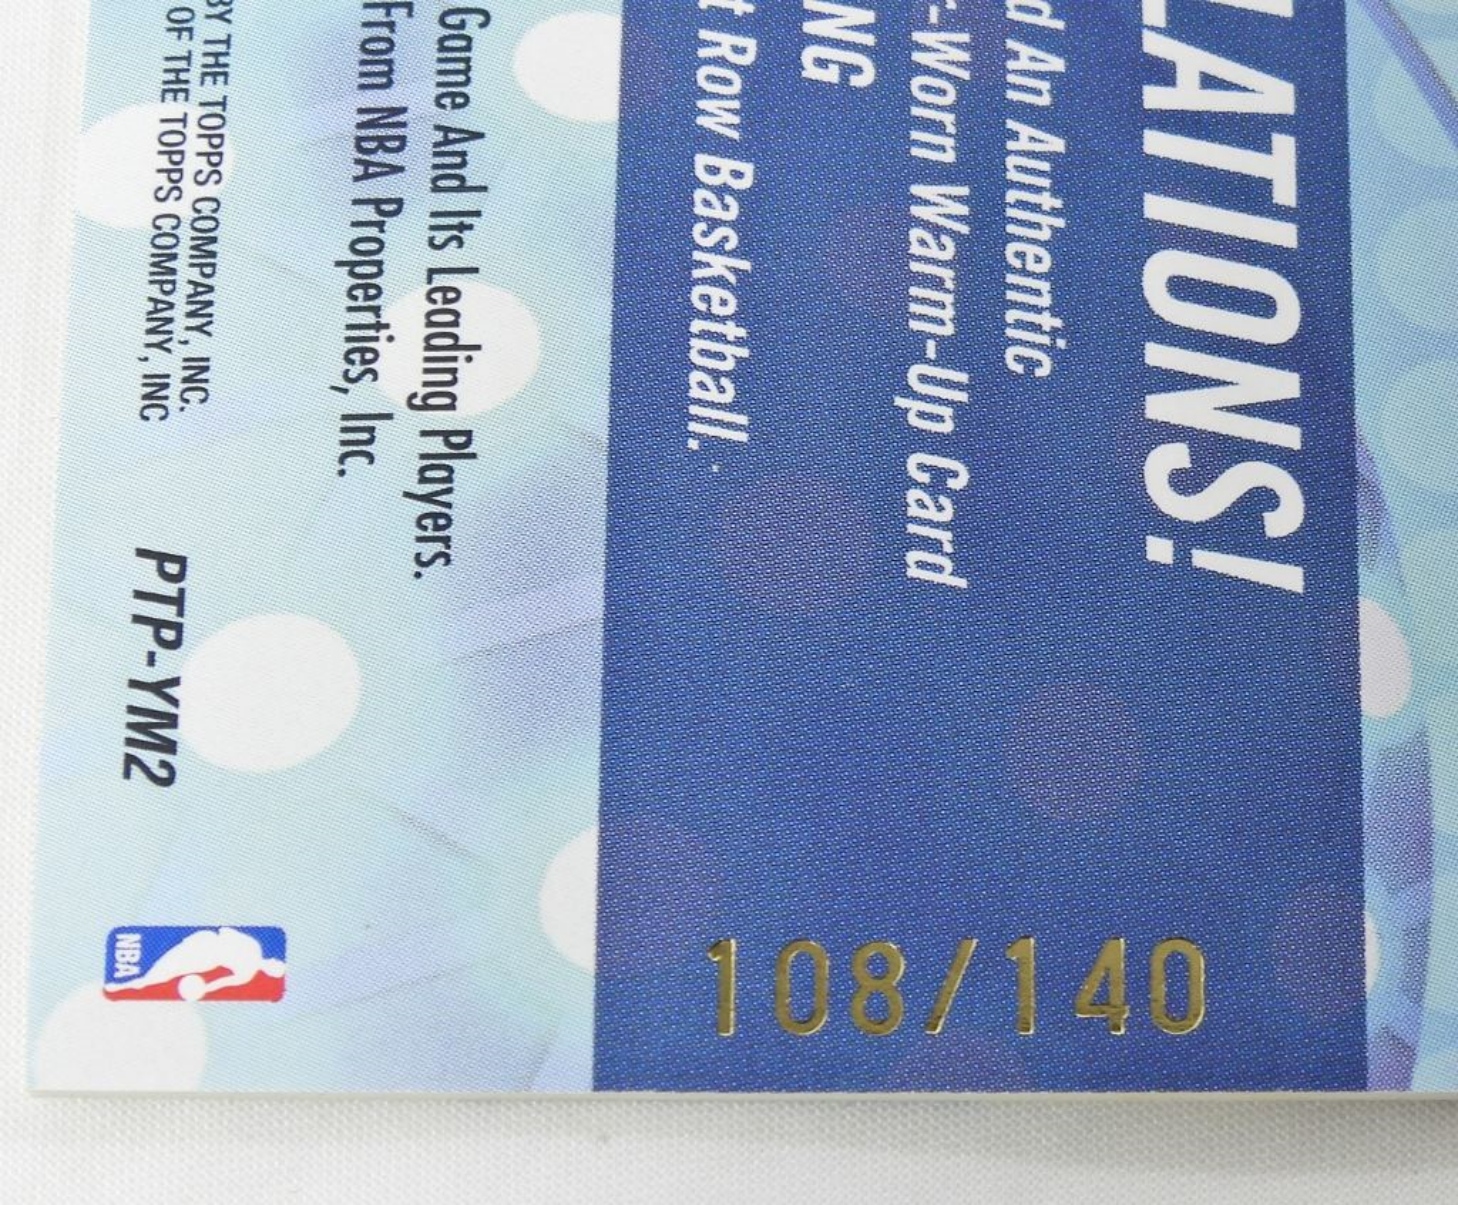 LATIONS!
d An Authentic
-Worn Warm-Up Card
NG
t Row Basketball.
Game And Its Leading Players.
From NBA Properties, Inc.
BY THE TOPPS COMPANY, INC.
OF THE TOPPS COMPANY, INC
PTP-YM2
NBA
108/140